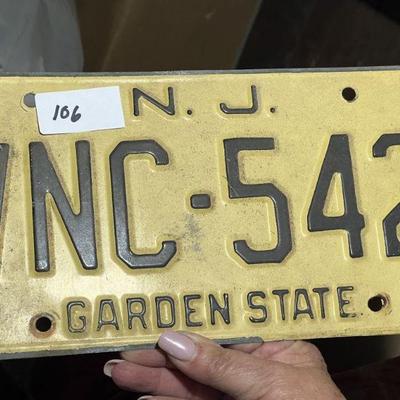 106
N. J.
NC-542
GARDEN STATE